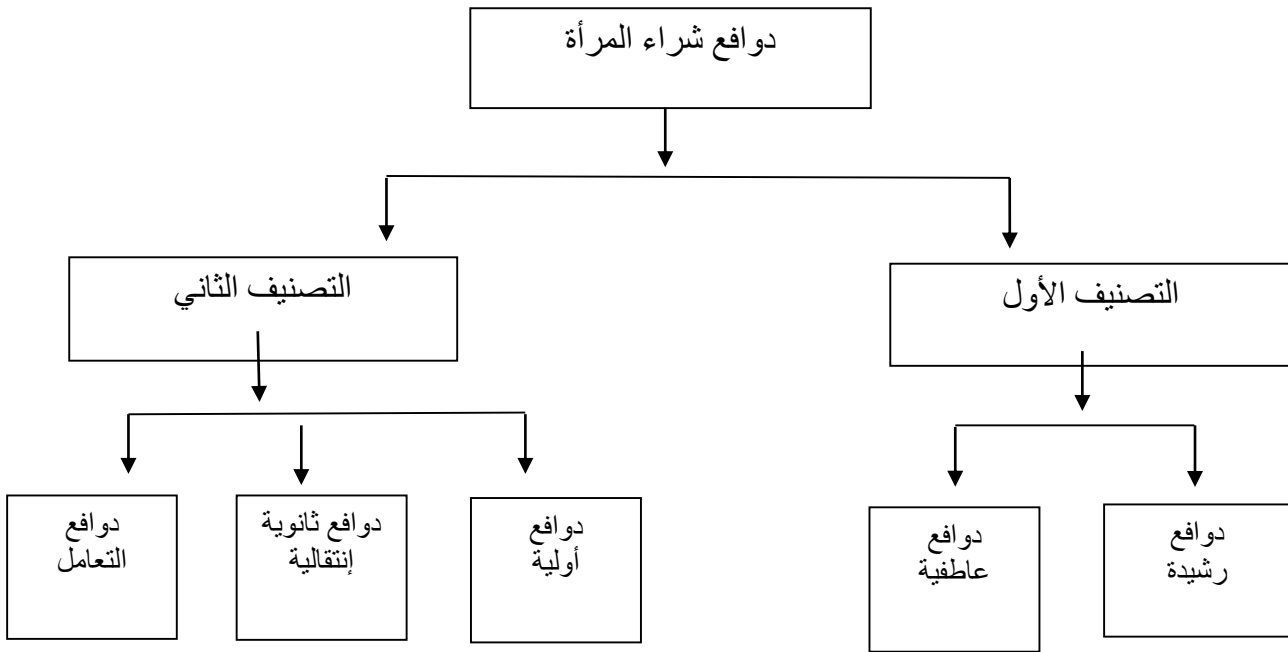 دوافع شراء المرأة
التصنيف الأول
التصنيف الثاني
دوافع
رشيدة
دوافع
عاطفية
دوافع
أولية
دوافع ثانوية
إنتقالية
دوافع
التعامل